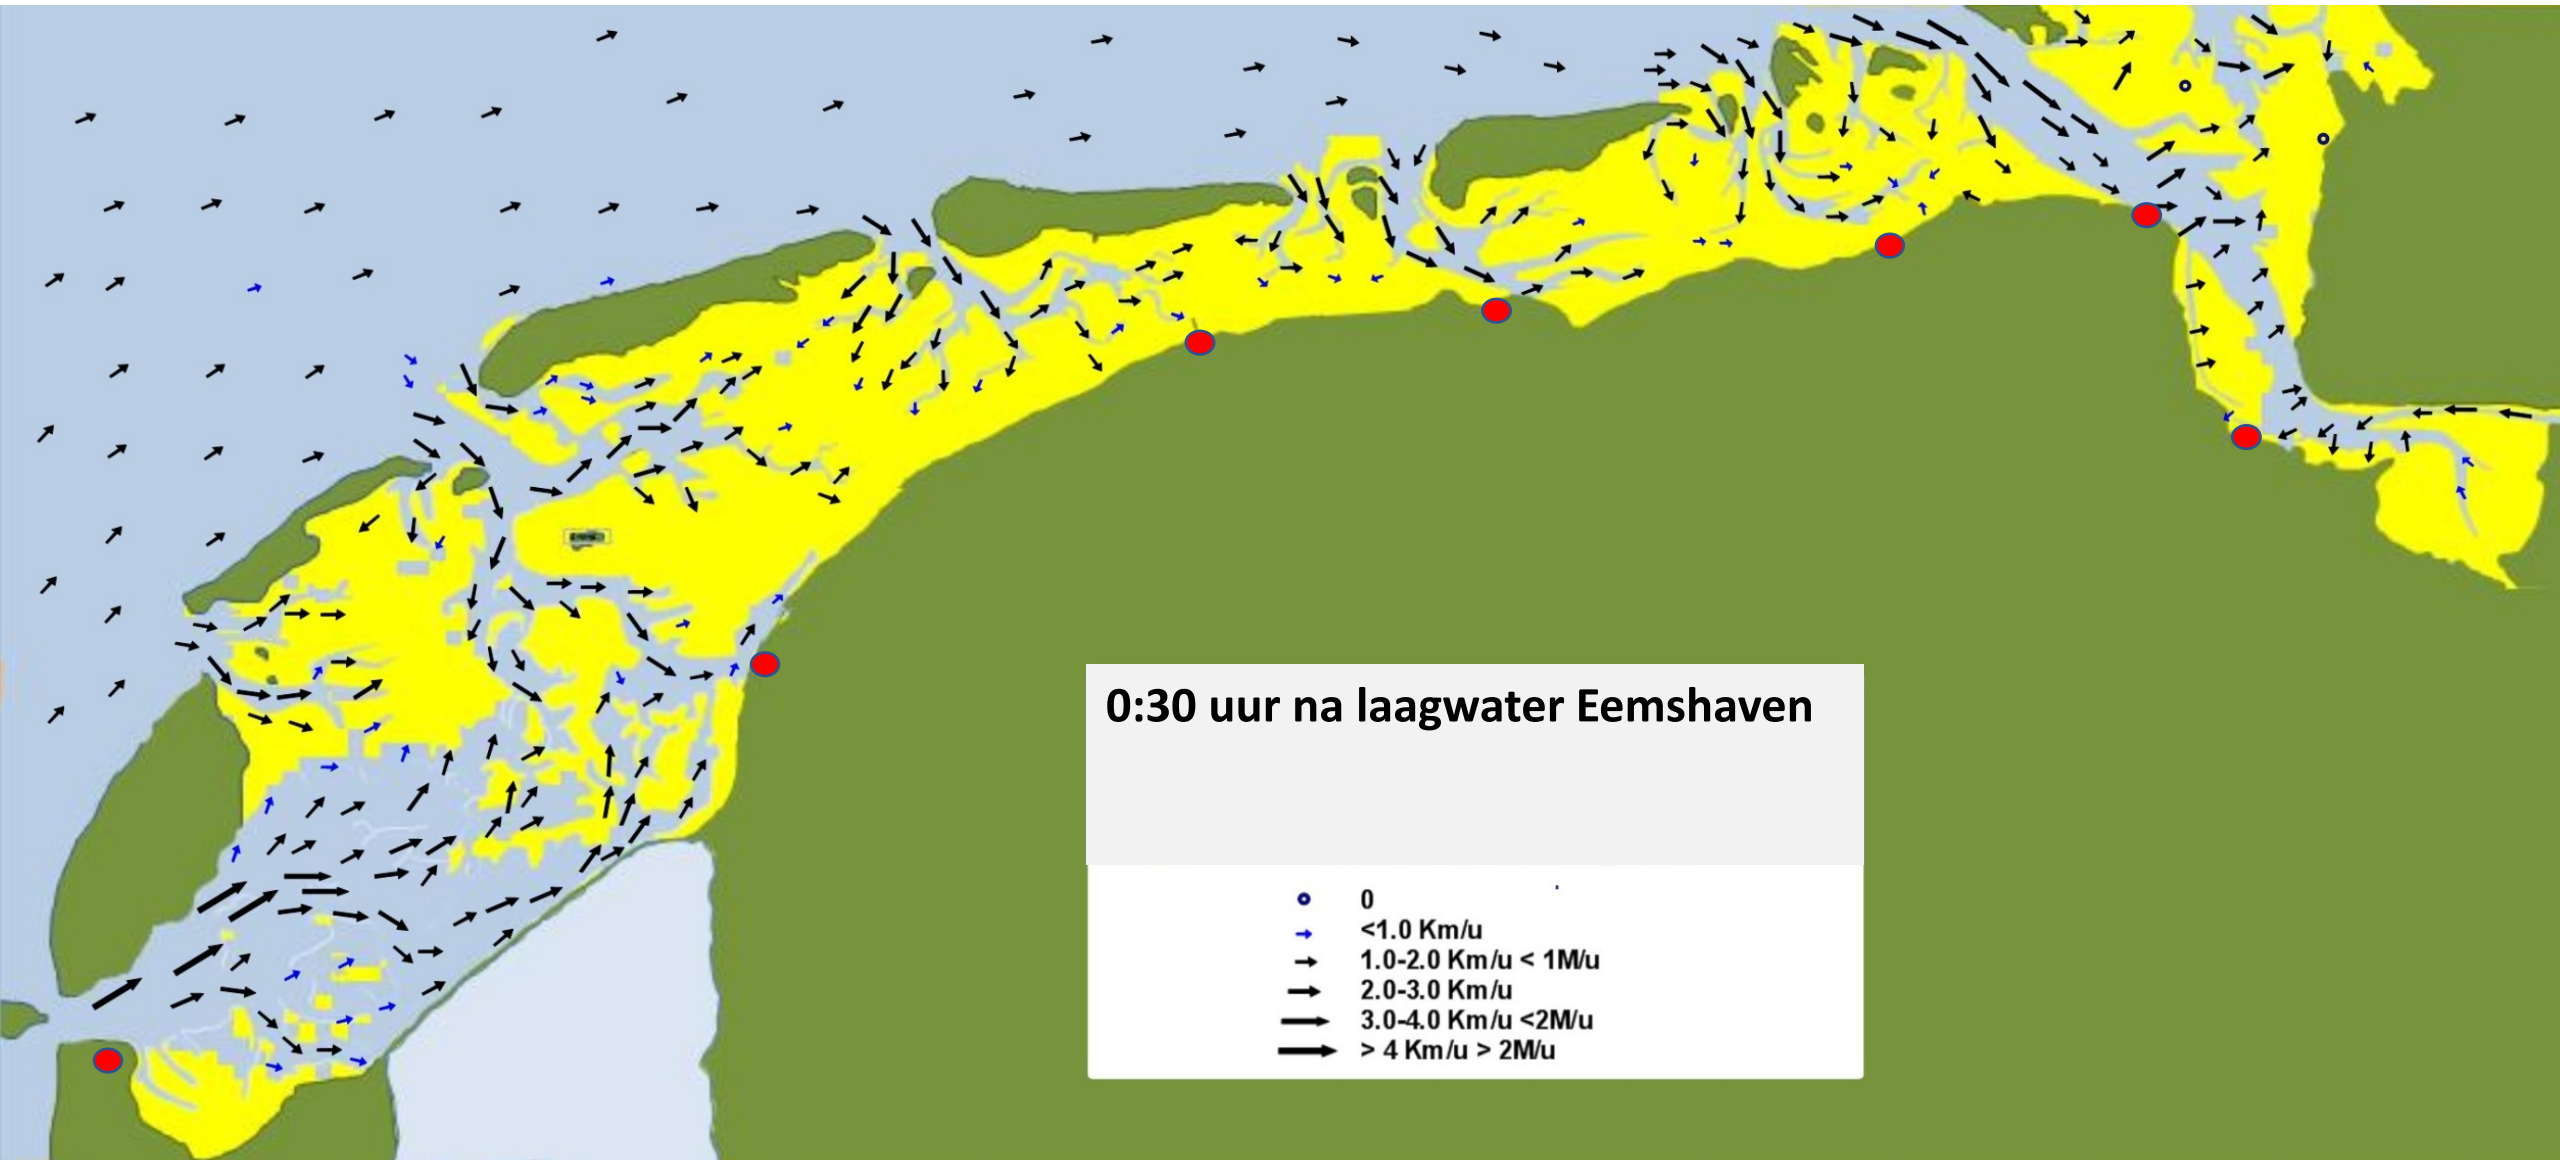 0:30 uur na laagwater Eemshaven
0
<1.0 Km/u
1.0-2.0 Km/u < 1M/u
2.0-3.0 Km/u
3.0-4.0 Km/u <2M/u
> 4 Km/u > 2M/u